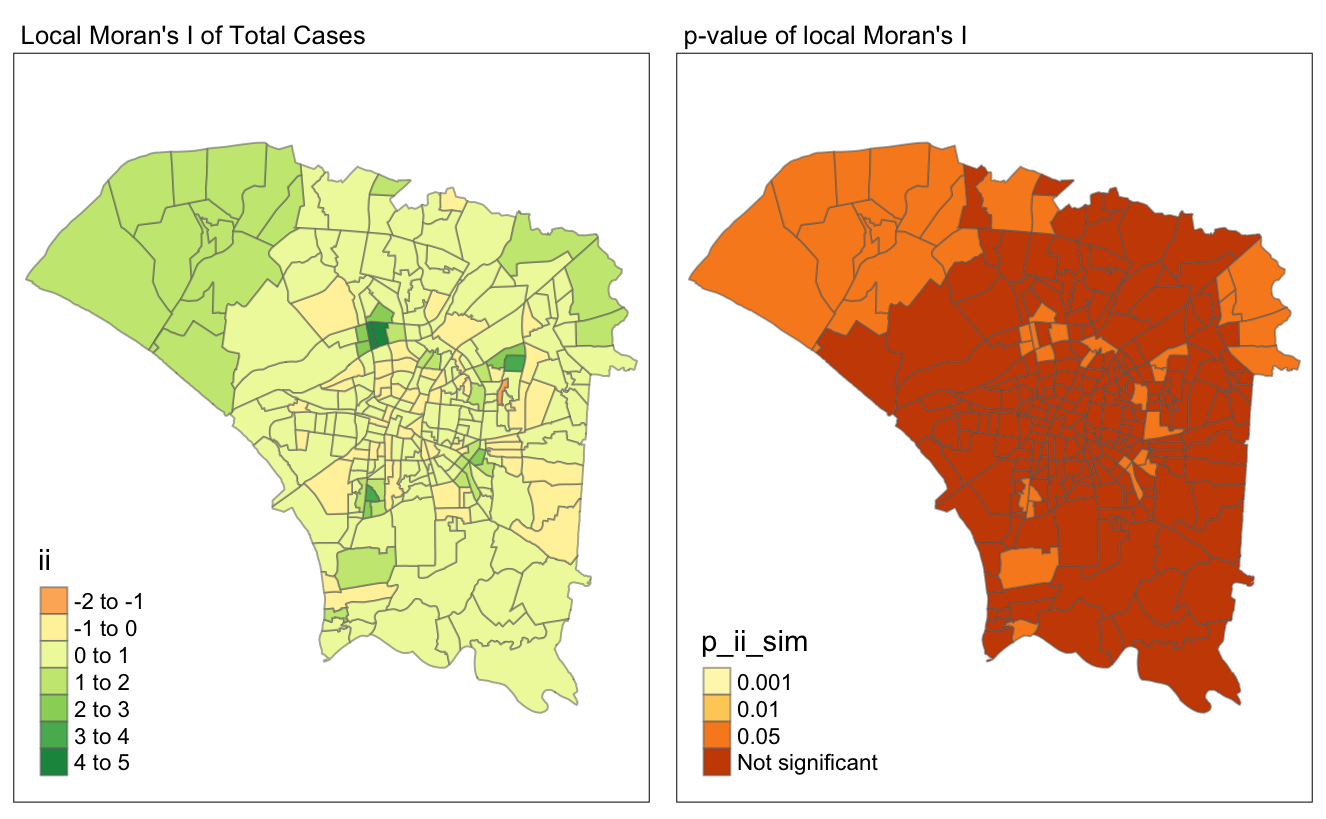 Local Moran's I of Total Cases
ii
-2 to -1
-1 to 0
0 to 1
1 to 2
2 to 3
3 to 4
4 to 5
p-value of local Moran's I
p_ii_sim
0.001
0.01
0.05
Not significant